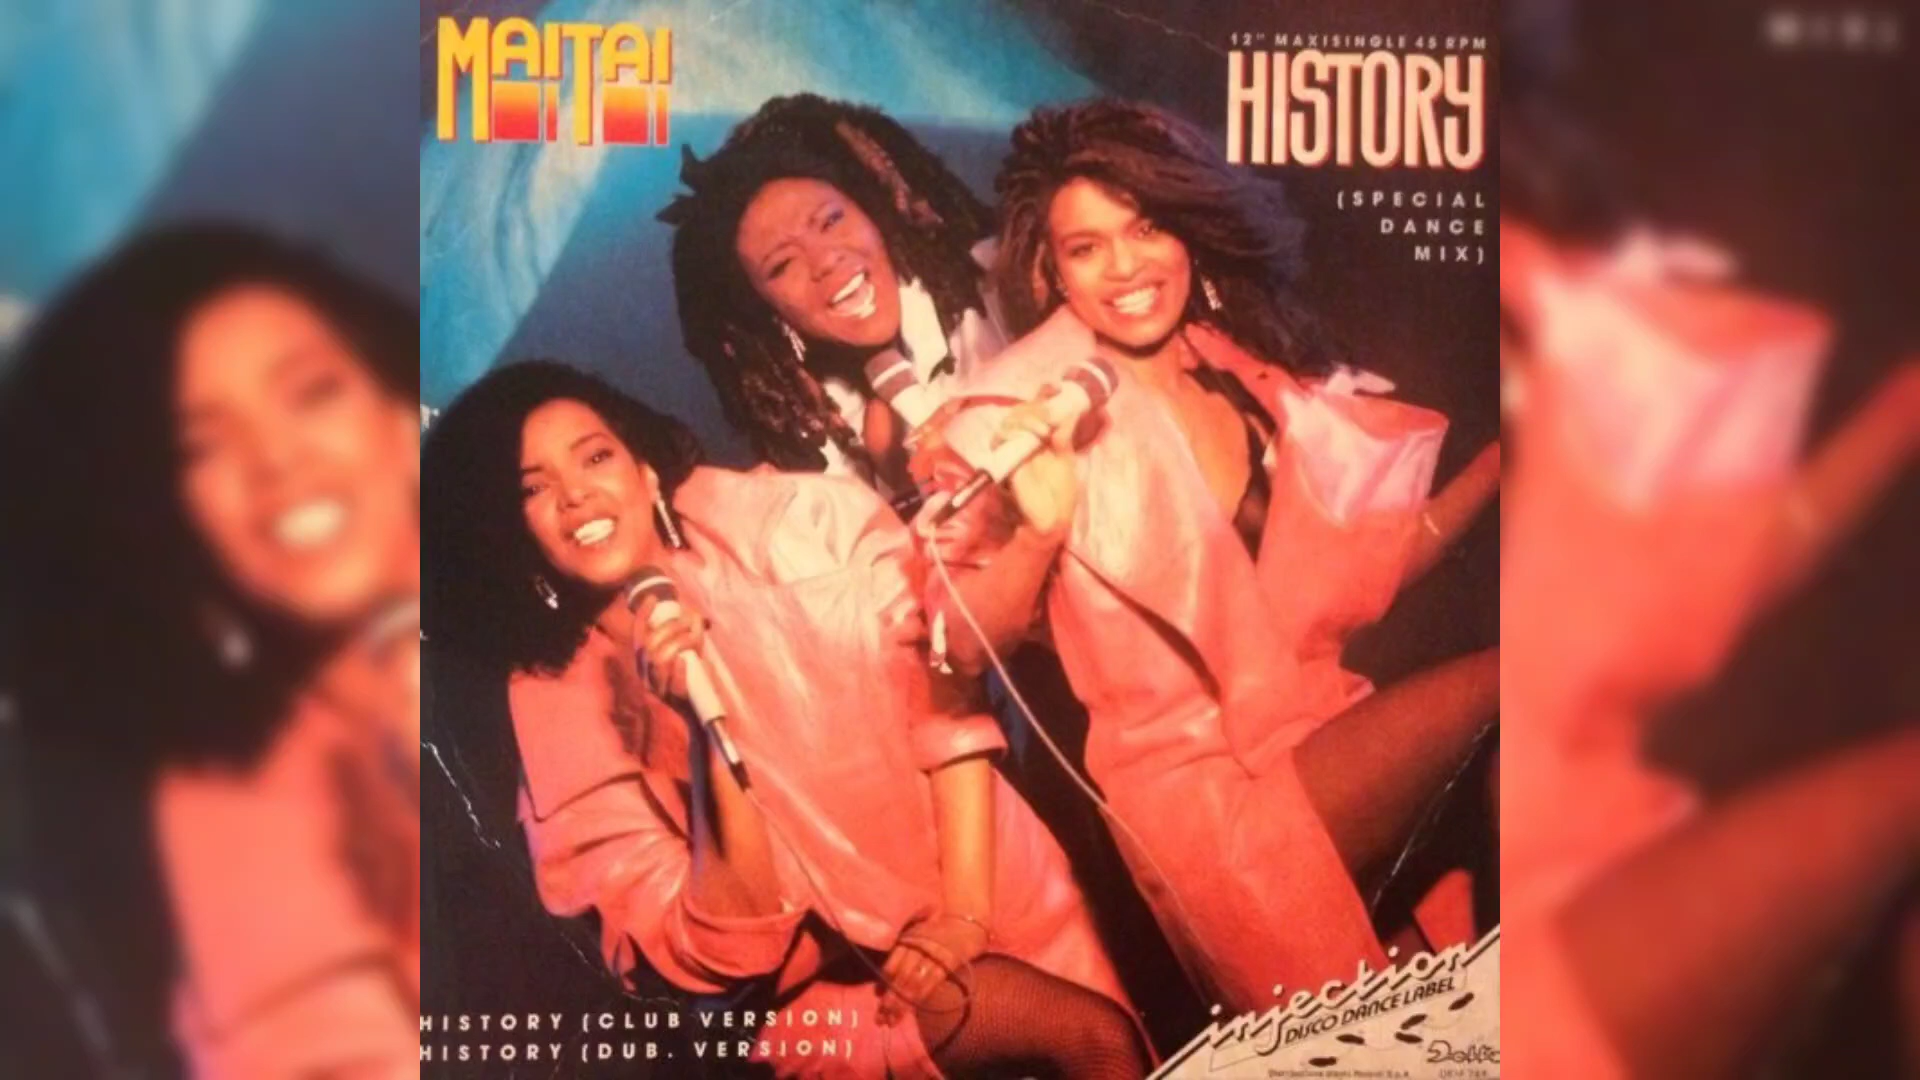 MAI TAI
12" MAXISINGLE 45 RPM
HISTORY
(SPECIAL
DANCE
MIX)
HISTORY (CLUB VERSION)
HISTORY (DUB. VERSION)
injection
DISCO DANCE LABEL